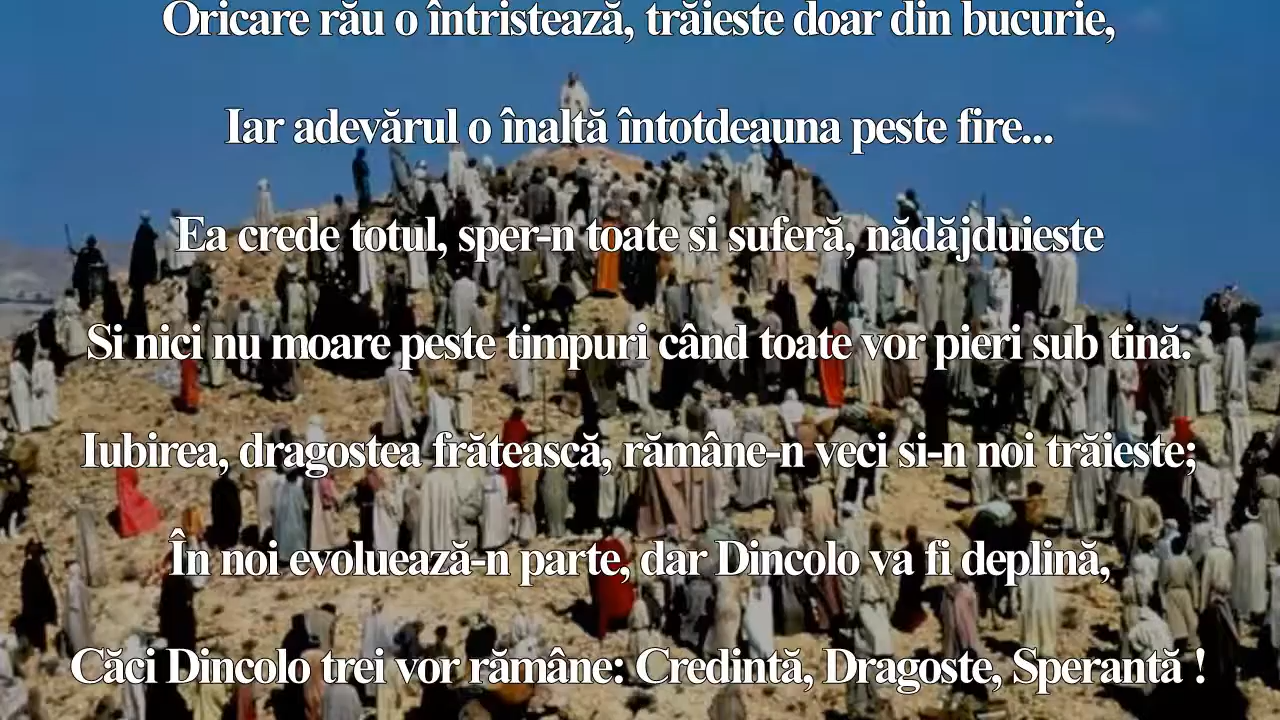 Oricare rău o întristează, trăieste doar din bucurie,
Iar adevărul o înaltă întotdeauna peste fire...
Ea crede totul, sper-n toate si suferă, nădăjduieste
Si nici nu moare peste timpuri când toate vor pieri sub tină.
Iubirea, dragostea frătească, rămâne-n veci si-n noi trăieste;
În noi evoluează-n parte, dar Dincolo va fi deplină,
Căci Dincolo trei vor rămâne: Credintă, Dragoste, Sperantă !